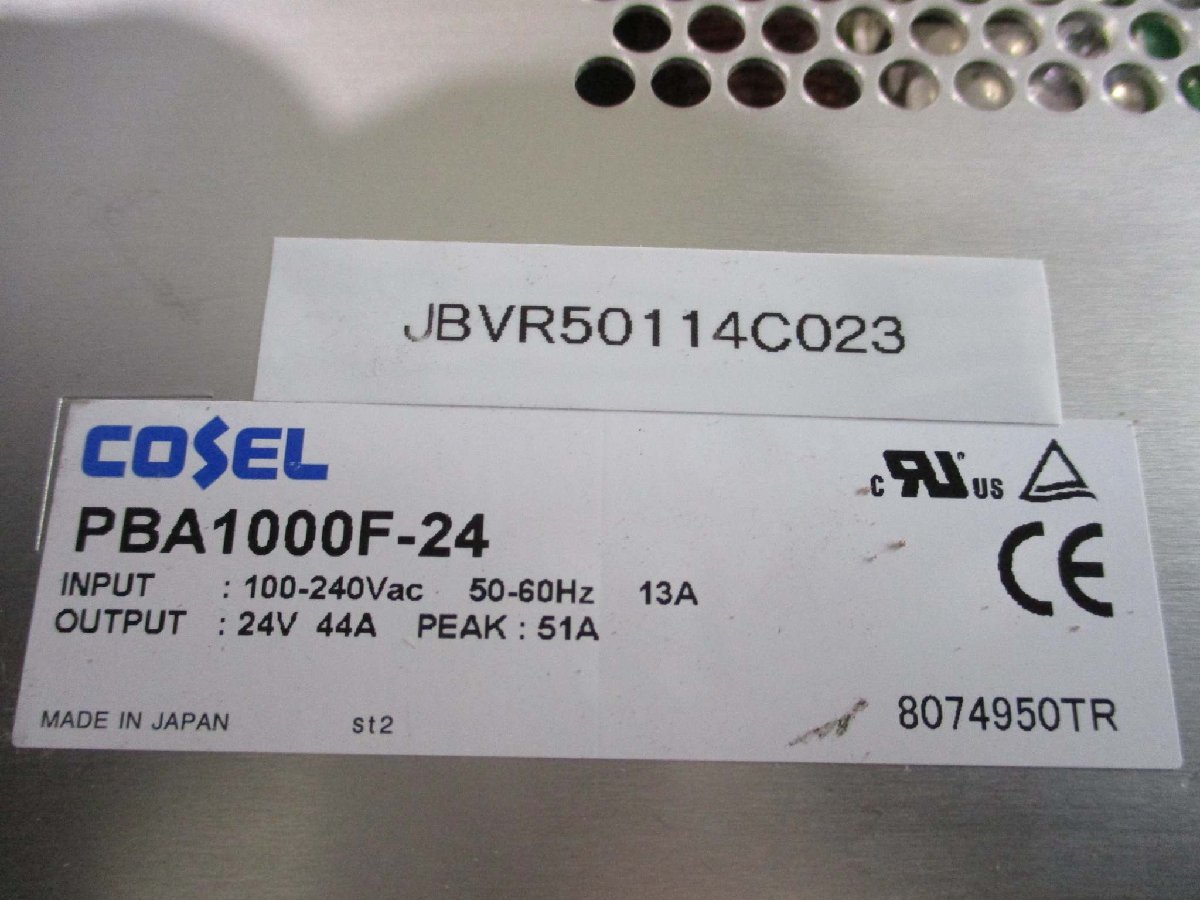 JBVR50114C023
COSEL
PBA1000F-24
INPUT : 100-240Vac 50-60Hz 13A
OUTPUT : 24V 44A PEAK : 51A
C RU US
CE
MADE IN JAPAN st2 8074950TR